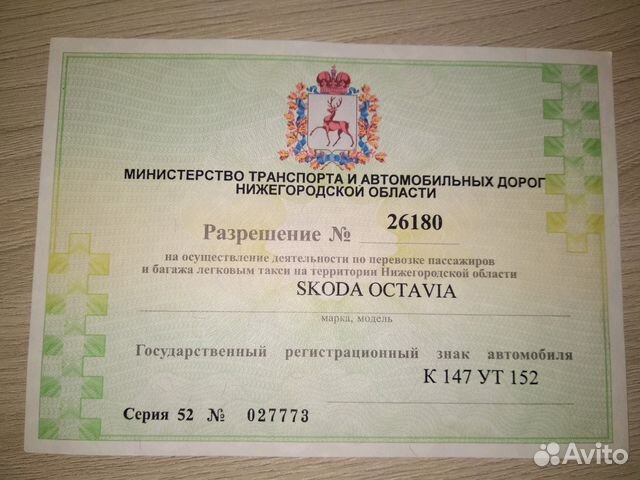 МИНИСТЕРСТВО ТРАНСПОРТА И АВТОМОБИЛЬНЫХ ДОРОГ
НИЖЕГОРОДСКОЙ ОБЛАСТИ
Разрешение № 26180
на осуществление деятельности по перевозке пассажиров
и багажа легковым такси на территории Нижегородской области
SKODA OCTAVIA
марка, модель
Государственный регистрационный знак автомобиля
К 147 УТ 152
Серия 52 № 027773
Avito